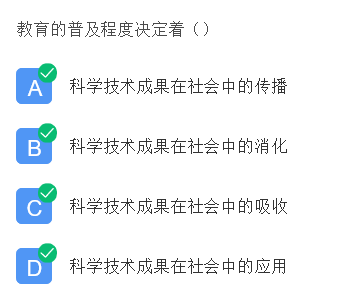 教育的普及程度决定着（）
A 科学技术成果在社会中的传播
B 科学技术成果在社会中的消化
C 科学技术成果在社会中的吸收
D 科学技术成果在社会中的应用